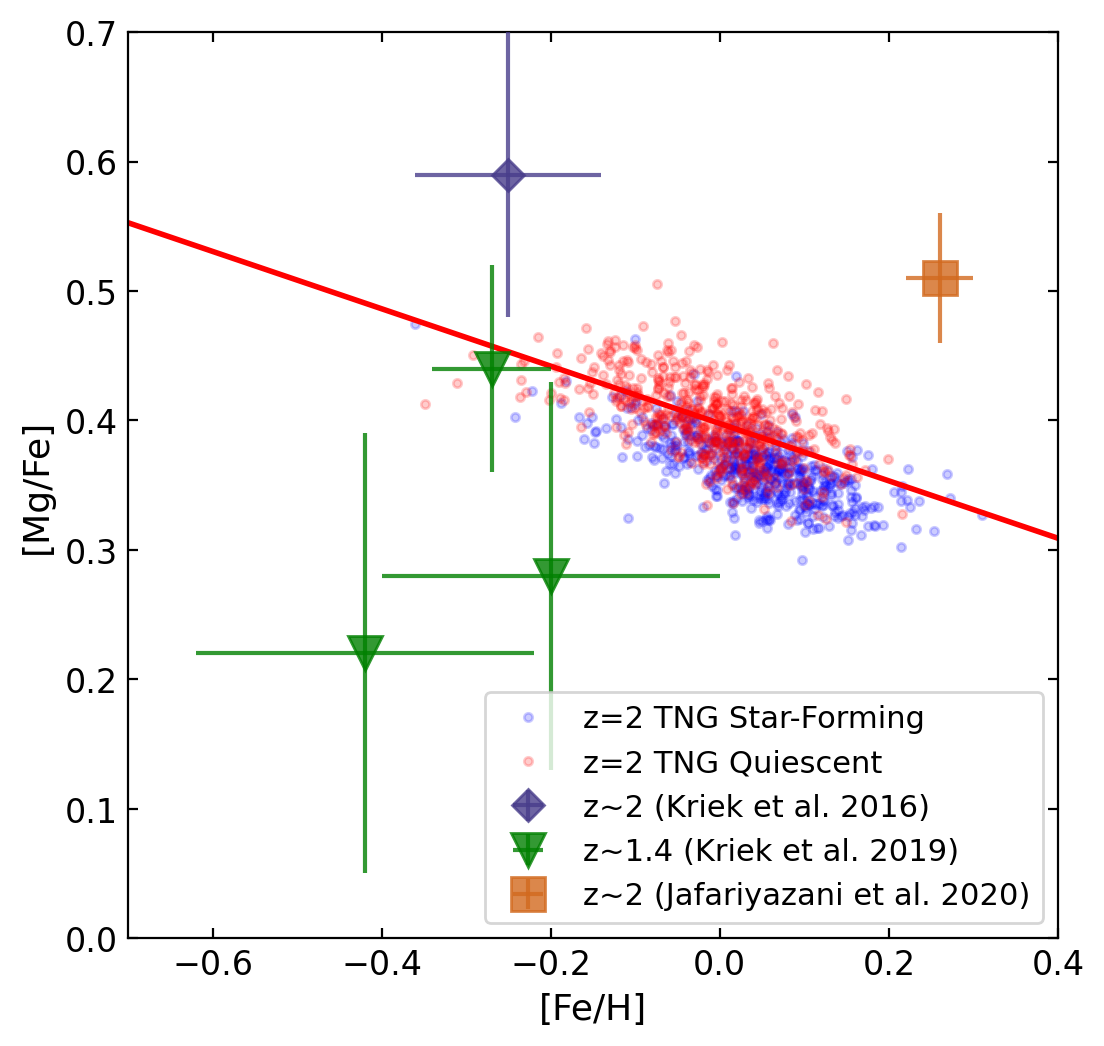 0.7
0.6
0.5
0.4
0.3
0.2
0.1
0.0
[Mg/Fe]
z=2 TNG Star-Forming
z=2 TNG Quiescent
z~2 (Kriek et al. 2016)
z~1.4 (Kriek et al. 2019)
z~2 (Jafariyazani et al. 2020)
−0.6 −0.4 −0.2 0.0 0.2 0.4
[Fe/H]